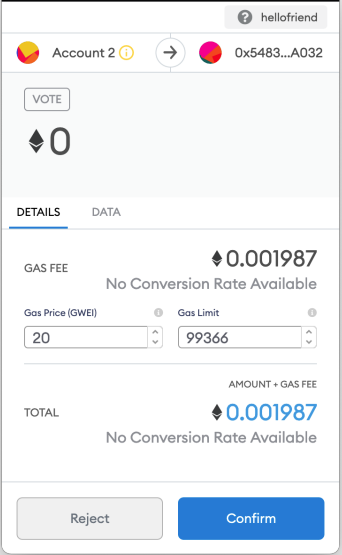 hellofriend
Account 2 0x5483...A032
VOTE
0
DETAILS DATA
GAS FEE 0.001987
No Conversion Rate Available
Gas Price (GWEI) Gas Limit
20 99366
AMOUNT + GAS FEE
TOTAL 0.001987
No Conversion Rate Available
Reject Confirm